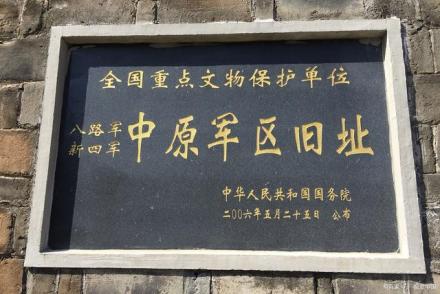 全国重点文物保护单位
八路军
新四军
中原军区旧址
中华人民共和国国务院
二〇〇六年五月二十五日 公布